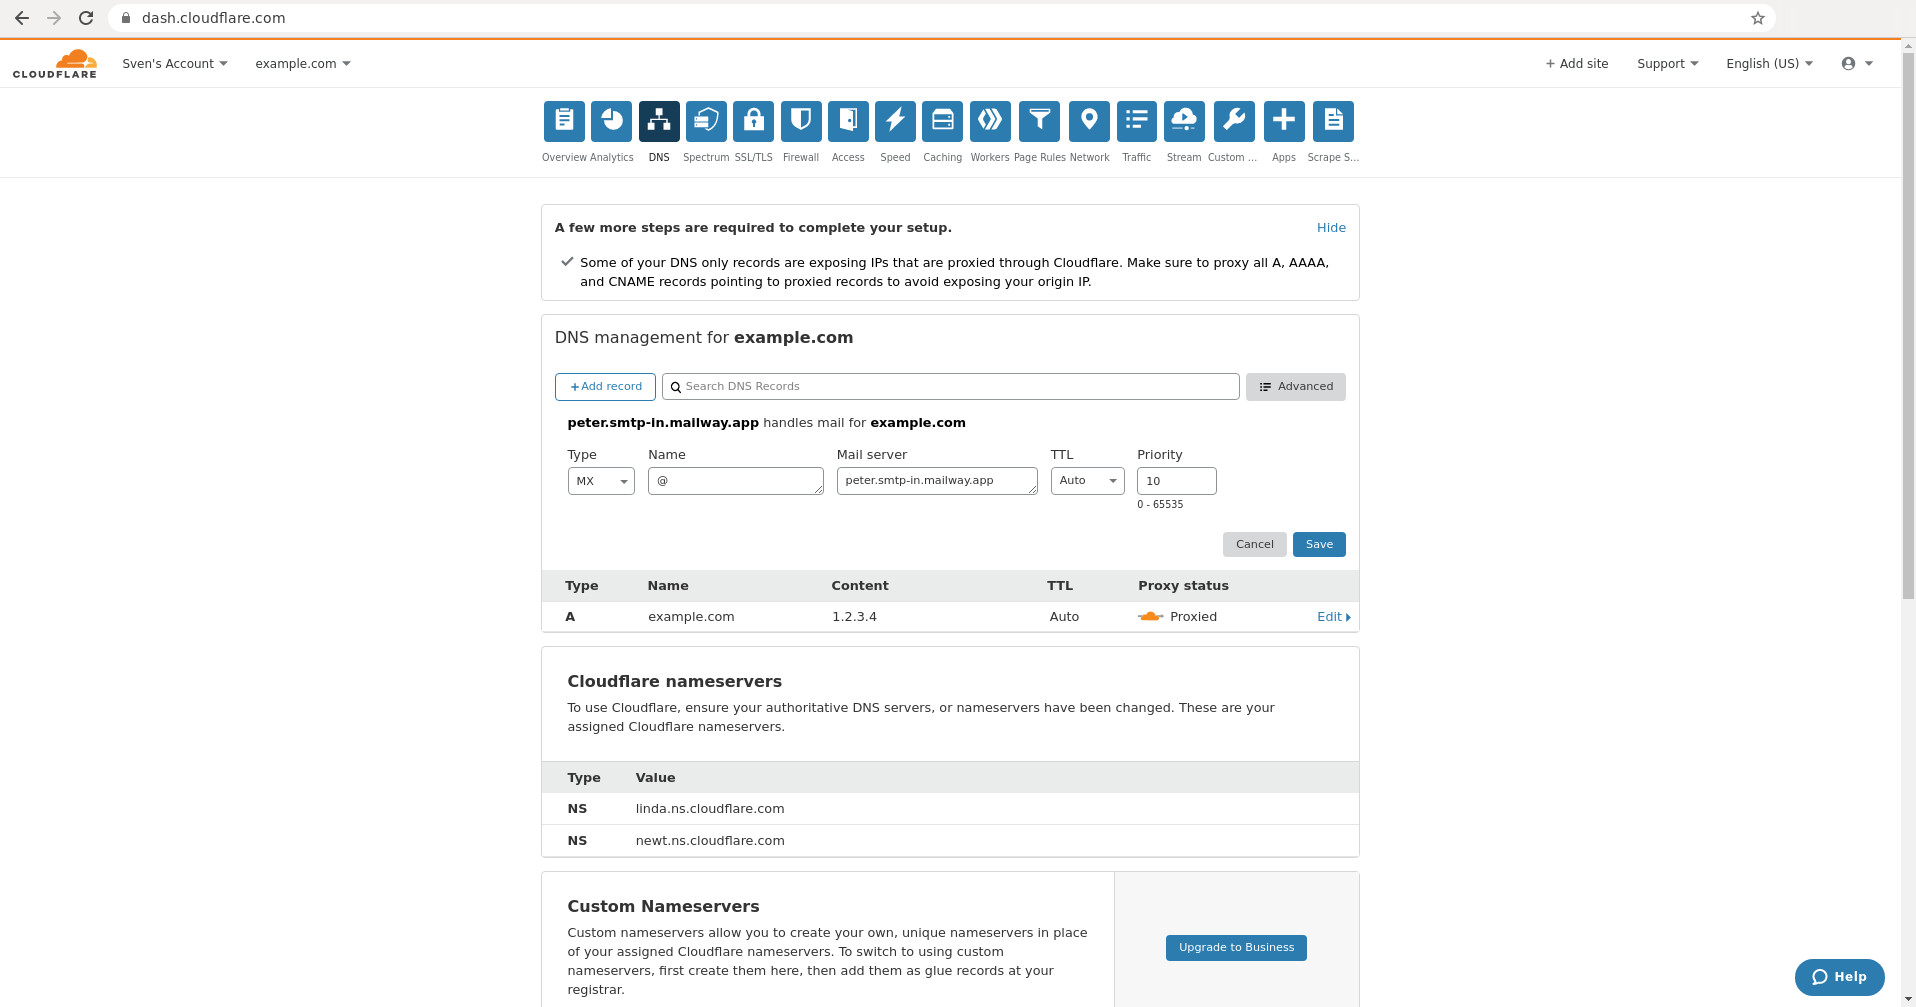 dash.cloudflare.com
CLOUDFLARE
Sven's Account
example.com
+ Add site
Support
English (US)
Overview
Analytics
DNS
Spectrum
SSL/TLS
Firewall
Access
Speed
Caching
Workers
Page Rules
Network
Traffic
Stream
Custom ...
Apps
Scrape S...
A few more steps are required to complete your setup.
Hide
Some of your DNS only records are exposing IPs that are proxied through Cloudflare. Make sure to proxy all A, AAAA,
and CNAME records pointing to proxied records to avoid exposing your origin IP.
DNS management for example.com
+Add record
Search DNS Records
Advanced
peter.smtp-in.mailway.app handles mail for example.com
Type Name Mail server TTL Priority
MX @ peter.smtp-in.mailway.app Auto 10
0 - 65535
Cancel
Save
Type Name Content TTL Proxy status
A example.com 1.2.3.4 Auto Proxied Edit
Cloudflare nameservers
To use Cloudflare, ensure your authoritative DNS servers, or nameservers have been changed. These are your
assigned Cloudflare nameservers.
Type Value
NS linda.ns.cloudflare.com
NS newt.ns.cloudflare.com
Custom Nameservers
Custom nameservers allow you to create your own, unique nameservers in place
of your assigned Cloudflare nameservers. To switch to using custom
nameservers, first create them here, then add them as glue records at your
registrar.
Upgrade to Business
Help